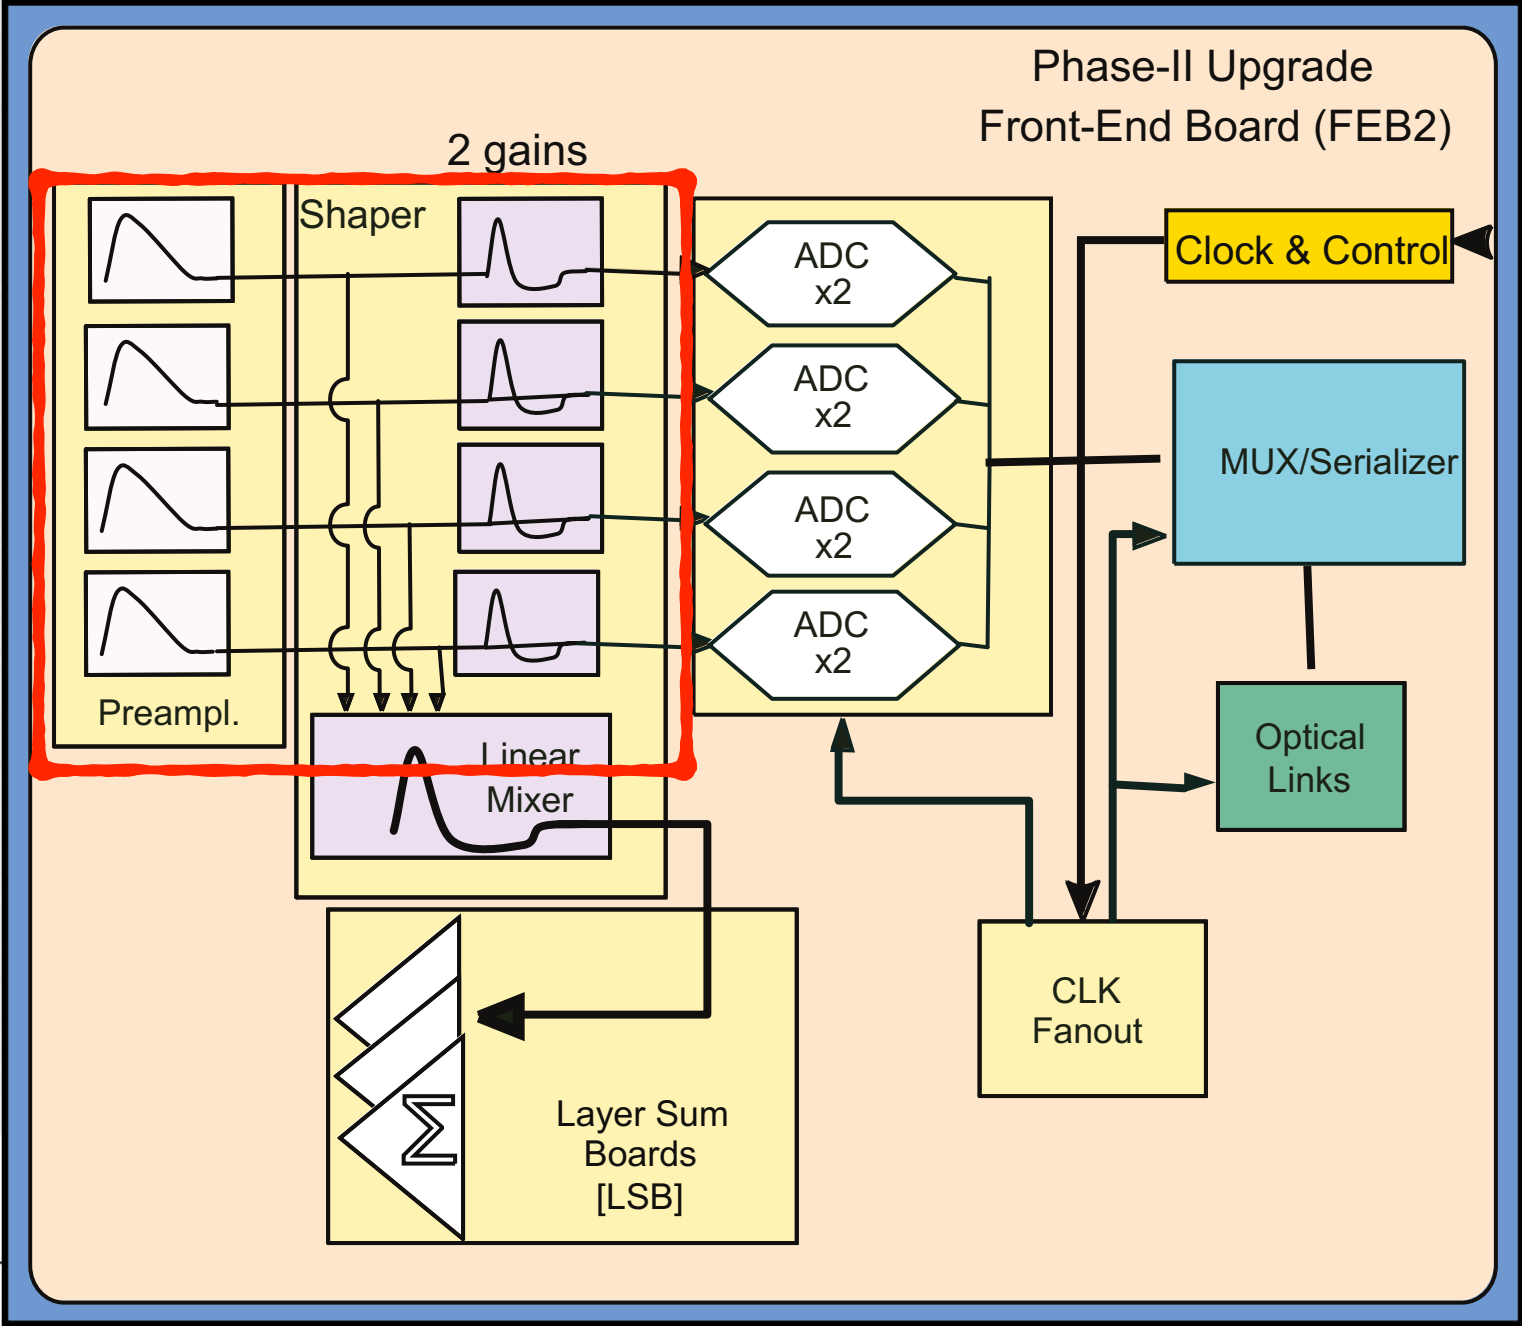 Phase-II Upgrade
Front-End Board (FEB2)
2 gains
Shaper
Preampl.
Linear
Mixer
ADC
x2
ADC
x2
ADC
x2
ADC
x2
Clock & Control
MUX/Serializer
Optical
Links
CLK
Fanout
Σ
Layer Sum
Boards
[LSB]